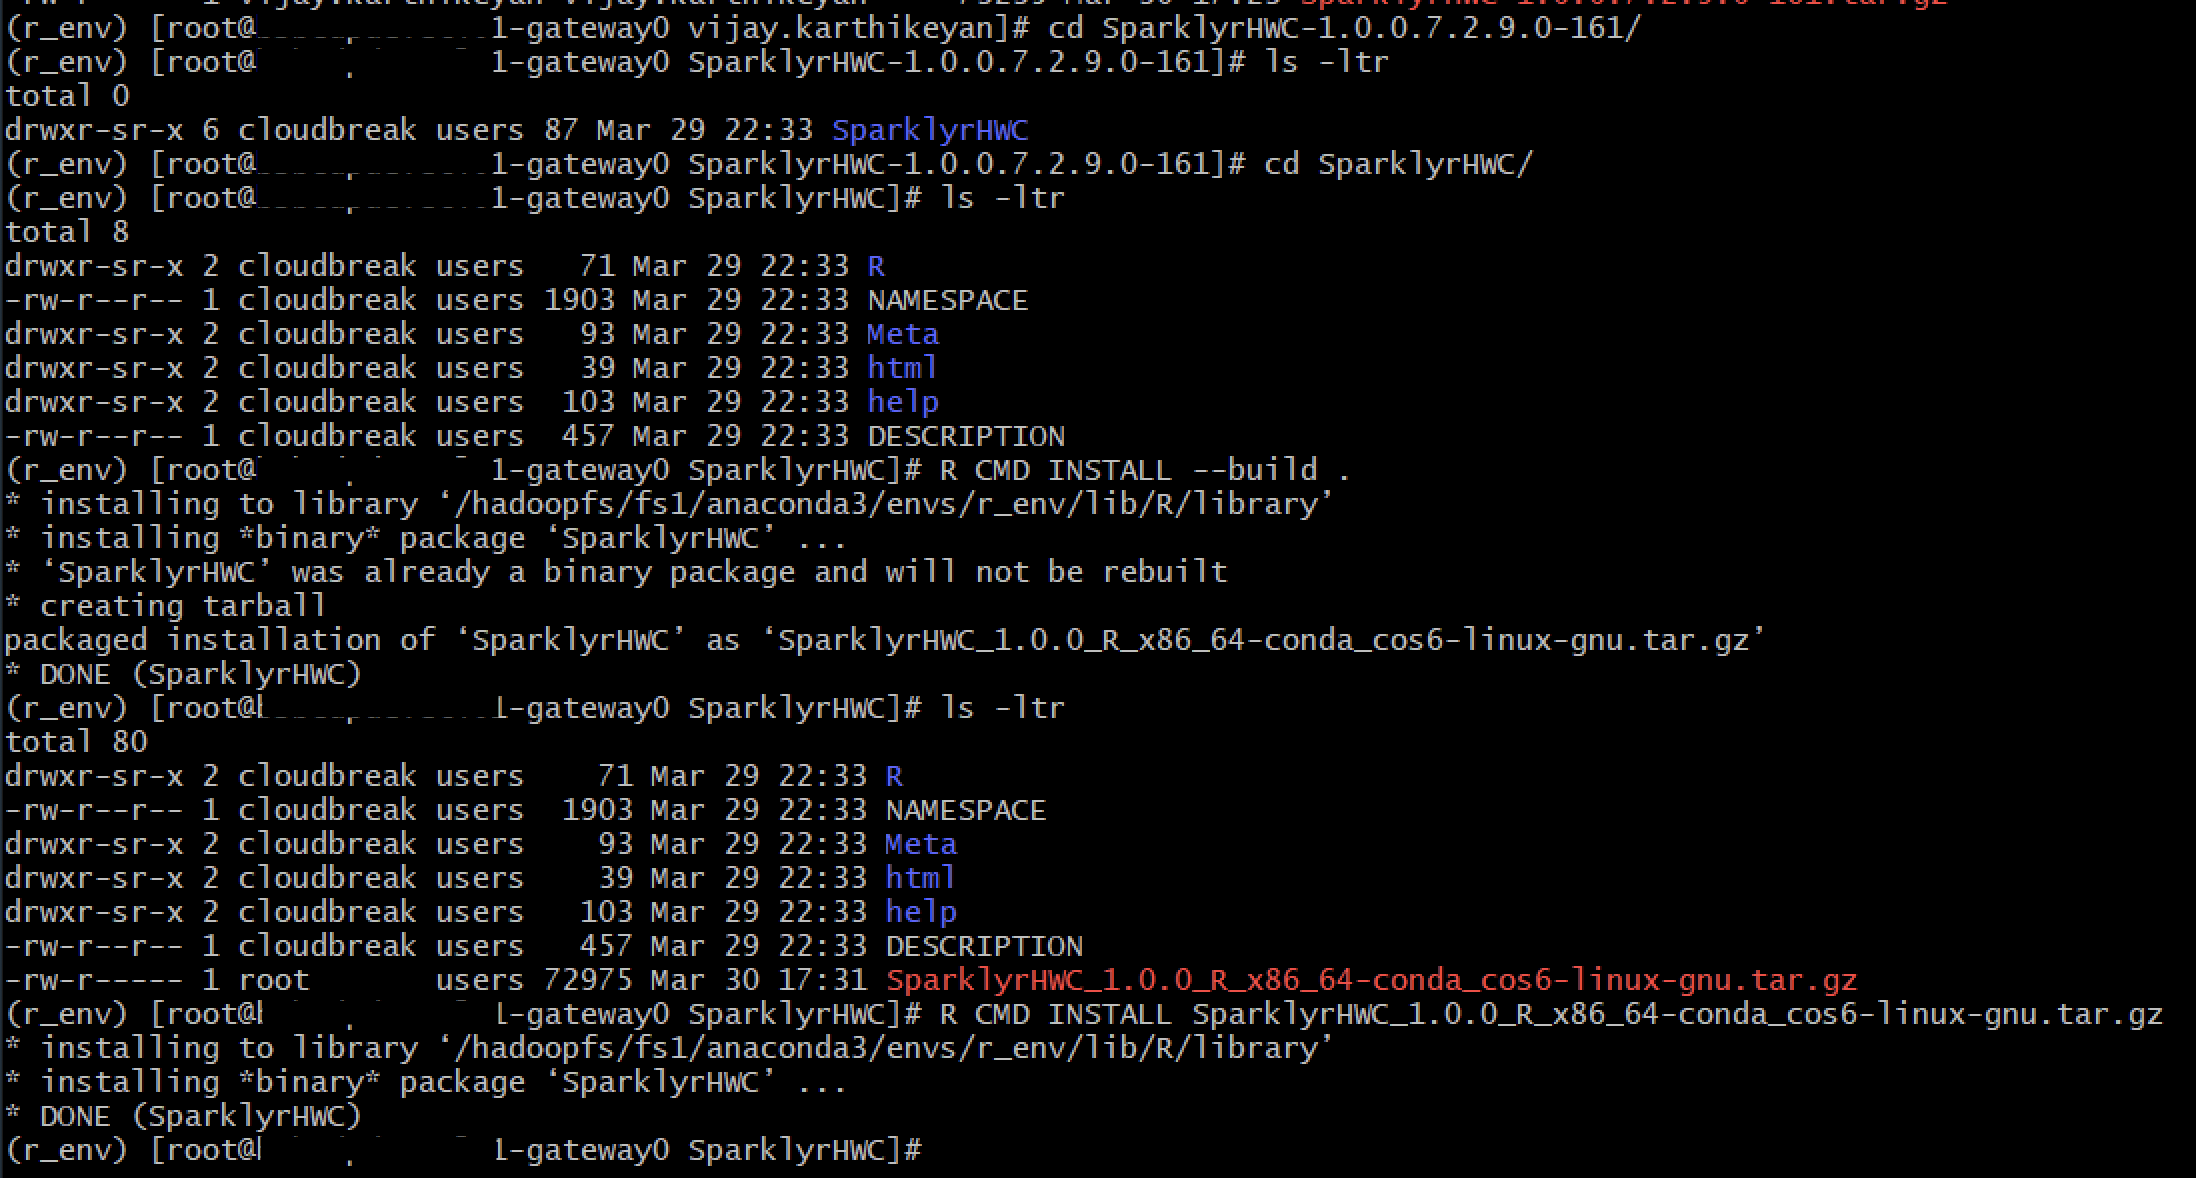 (r_env) [root@ 1-gateway0 vijay.karthikeyan]# cd SparklyrHWC-1.0.0.7.2.9.0-161/
(r_env) [root@ 1-gateway0 SparklyrHWC-1.0.0.7.2.9.0-161]# ls -ltr
total 0
drwxr-sr-x 6 cloudbreak users 87 Mar 29 22:33 SparklyrHWC
(r_env) [root@ 1-gateway0 SparklyrHWC-1.0.0.7.2.9.0-161]# cd SparklyrHWC/
(r_env) [root@ 1-gateway0 SparklyrHWC]# ls -ltr
total 8
drwxr-sr-x 2 cloudbreak users   71 Mar 29 22:33 R
-rw-r--r-- 1 cloudbreak users 1903 Mar 29 22:33 NAMESPACE
drwxr-sr-x 2 cloudbreak users   93 Mar 29 22:33 Meta
drwxr-sr-x 2 cloudbreak users   39 Mar 29 22:33 html
drwxr-sr-x 2 cloudbreak users  103 Mar 29 22:33 help
-rw-r--r-- 1 cloudbreak users  457 Mar 29 22:33 DESCRIPTION
(r_env) [root@ 1-gateway0 SparklyrHWC]# R CMD INSTALL --build .
* installing to library ‘/hadoopfs/fs1/anaconda3/envs/r_env/lib/R/library’
* installing *binary* package ‘SparklyrHWC’ ...
* ‘SparklyrHWC’ was already a binary package and will not be rebuilt
* creating tarball
packaged installation of ‘SparklyrHWC’ as ‘SparklyrHWC_1.0.0_R_x86_64-conda_cos6-linux-gnu.tar.gz’
* DONE (SparklyrHWC)
(r_env) [root@ 1-gateway0 SparklyrHWC]# ls -ltr
total 80
drwxr-sr-x 2 cloudbreak users    71 Mar 29 22:33 R
-rw-r--r-- 1 cloudbreak users  1903 Mar 29 22:33 NAMESPACE
drwxr-sr-x 2 cloudbreak users    93 Mar 29 22:33 Meta
drwxr-sr-x 2 cloudbreak users    39 Mar 29 22:33 html
drwxr-sr-x 2 cloudbreak users   103 Mar 29 22:33 help
-rw-r--r-- 1 cloudbreak users   457 Mar 29 22:33 DESCRIPTION
-rw-r----- 1 root       users 72975 Mar 30 17:31 SparklyrHWC_1.0.0_R_x86_64-conda_cos6-linux-gnu.tar.gz
(r_env) [root@ 1-gateway0 SparklyrHWC]# R CMD INSTALL SparklyrHWC_1.0.0_R_x86_64-conda_cos6-linux-gnu.tar.gz
* installing to library ‘/hadoopfs/fs1/anaconda3/envs/r_env/lib/R/library’
* installing *binary* package ‘SparklyrHWC’ ...
* DONE (SparklyrHWC)
(r_env) [root@ 1-gateway0 SparklyrHWC]#